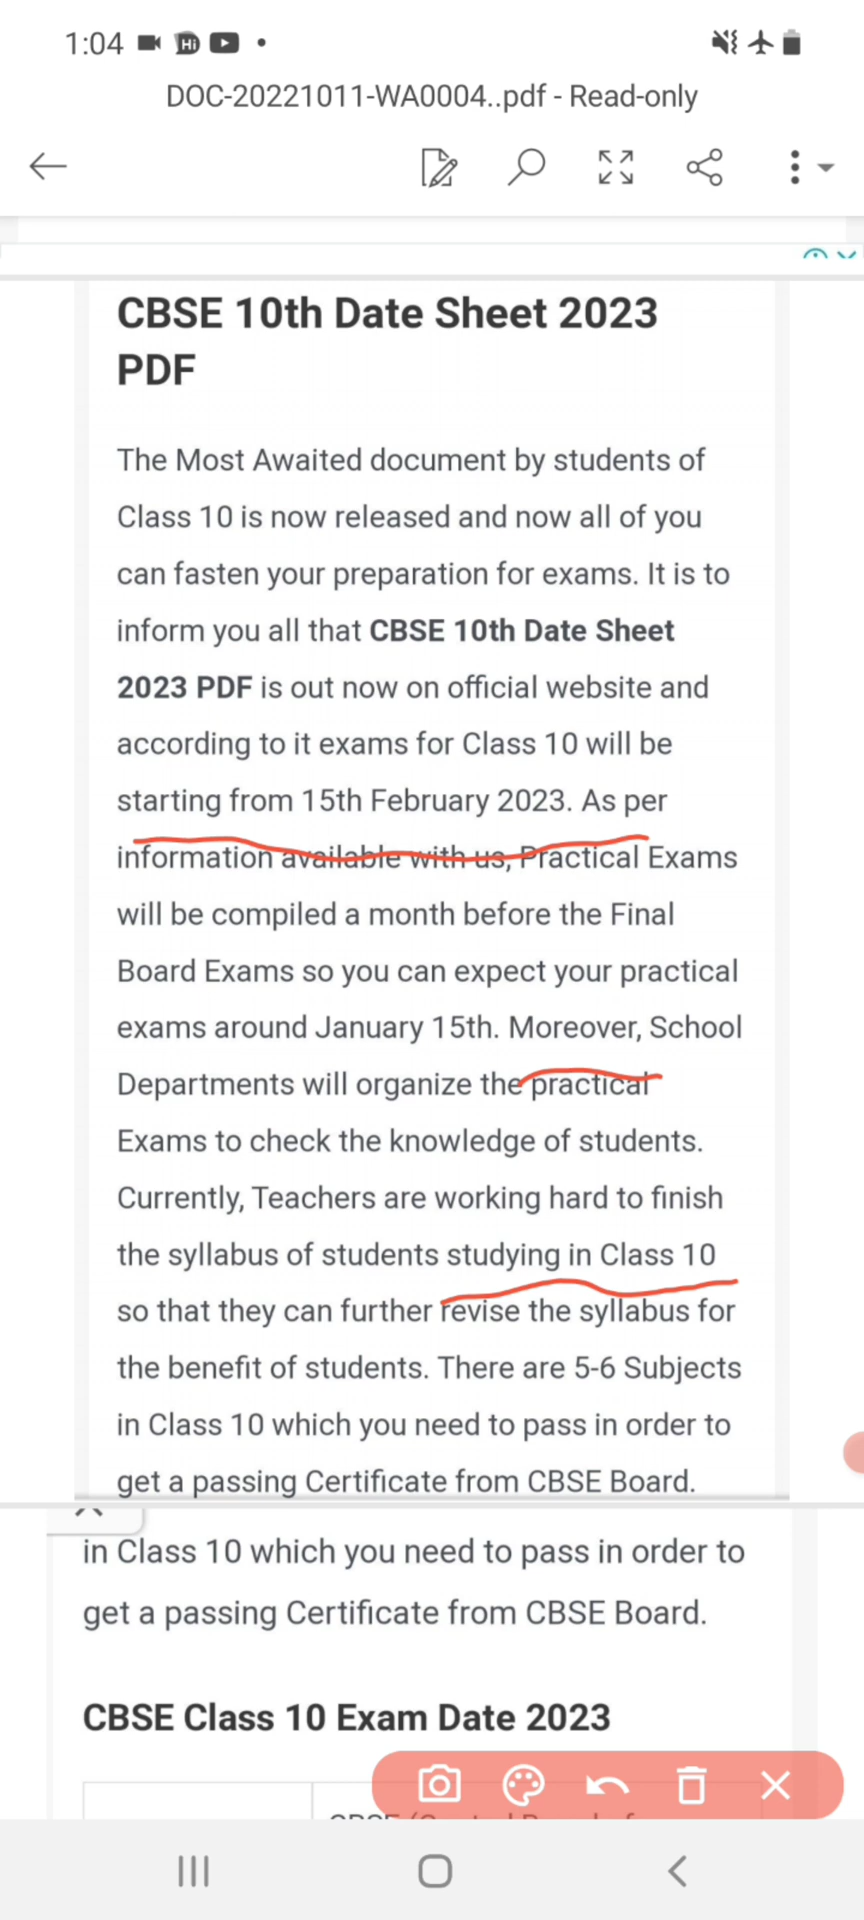 1:04
DOC-20221011-WA0004..pdf - Read-only
CBSE 10th Date Sheet 2023
PDF
The Most Awaited document by students of
Class 10 is now released and now all of you
can fasten your preparation for exams. It is to
inform you all that CBSE 10th Date Sheet
2023 PDF is out now on official website and
according to it exams for Class 10 will be
starting from 15th February 2023. As per
information available with us, Practical Exams
will be compiled a month before the Final
Board Exams so you can expect your practical
exams around January 15th. Moreover, School
Departments will organize the practical
Exams to check the knowledge of students.
Currently, Teachers are working hard to finish
the syllabus of students studying in Class 10
so that they can further revise the syllabus for
the benefit of students. There are 5-6 Subjects
in Class 10 which you need to pass in order to
get a passing Certificate from CBSE Board.
in Class 10 which you need to pass in order to
get a passing Certificate from CBSE Board.
CBSE Class 10 Exam Date 2023